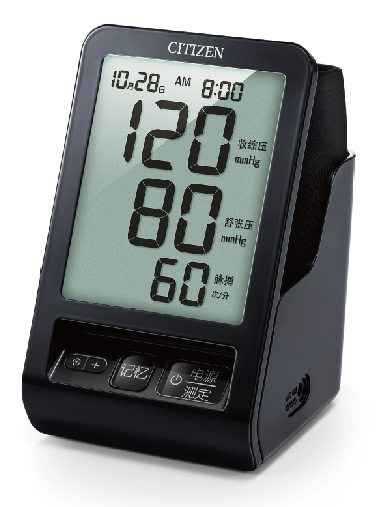 CITIZEN
10月28日 AM 8:00
120 收缩压 mmHg
80 舒张压 mmHg
60 脉搏 次/分
记忆
电源
测定